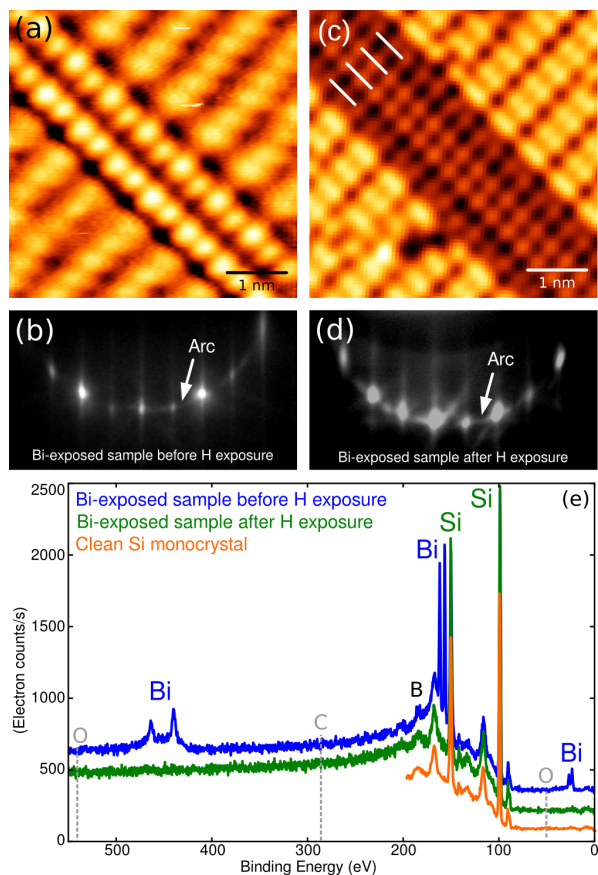 (a)
1 nm
(c)
1 nm
(b)
Arc
Bi-exposed sample before H exposure
(d)
Arc
Bi-exposed sample after H exposure
(e)
Bi-exposed sample before H exposure
Bi-exposed sample after H exposure
Clean Si monocrystal
Si
Si
Bi
B
Bi
Bi
O
C
O
(Electron counts/s)
2500
2000
1500
1000
500
0
500
400
300
200
100
0
Binding Energy (eV)